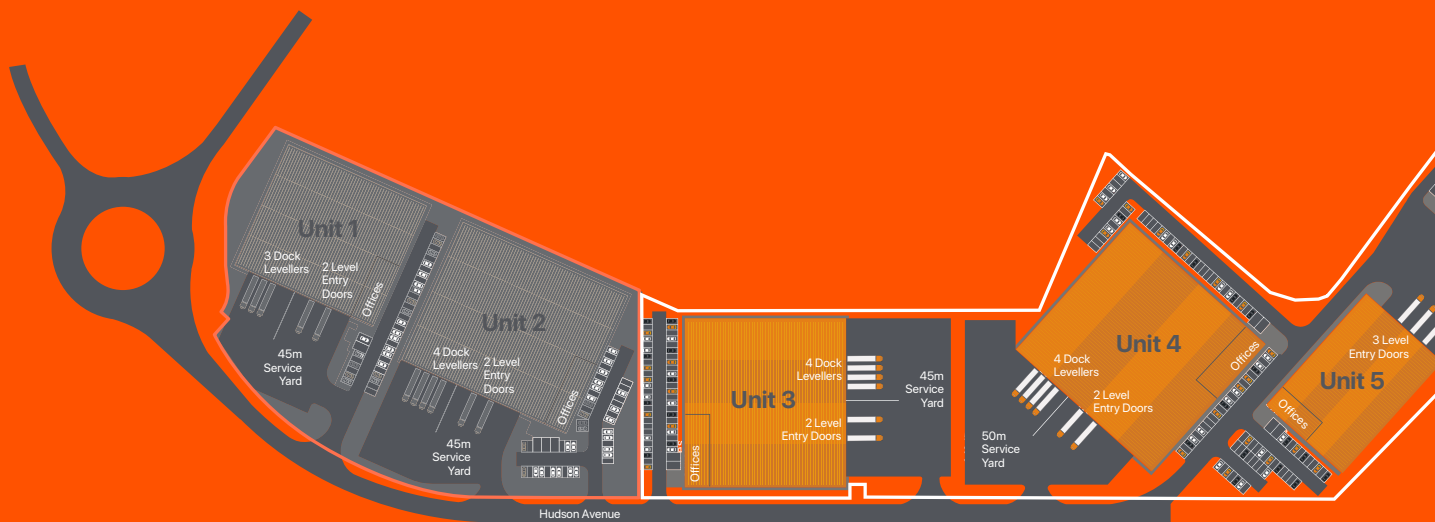 Unit 1
3 Dock
Levellers
2 Level
Entry
Doors
Offices
45m
Service
Yard
Unit 2
4 Dock
Levellers
2 Level
Entry
Doors
Offices
45m
Service
Yard
Unit 3
4 Dock
Levellers
2 Level
Entry Doors
Offices
45m
Service
Yard
Unit 4
4 Dock
Levellers
2 Level
Entry Doors
Offices
50m
Service
Yard
Unit 5
3 Level
Entry Doors
Offices
Hudson Avenue